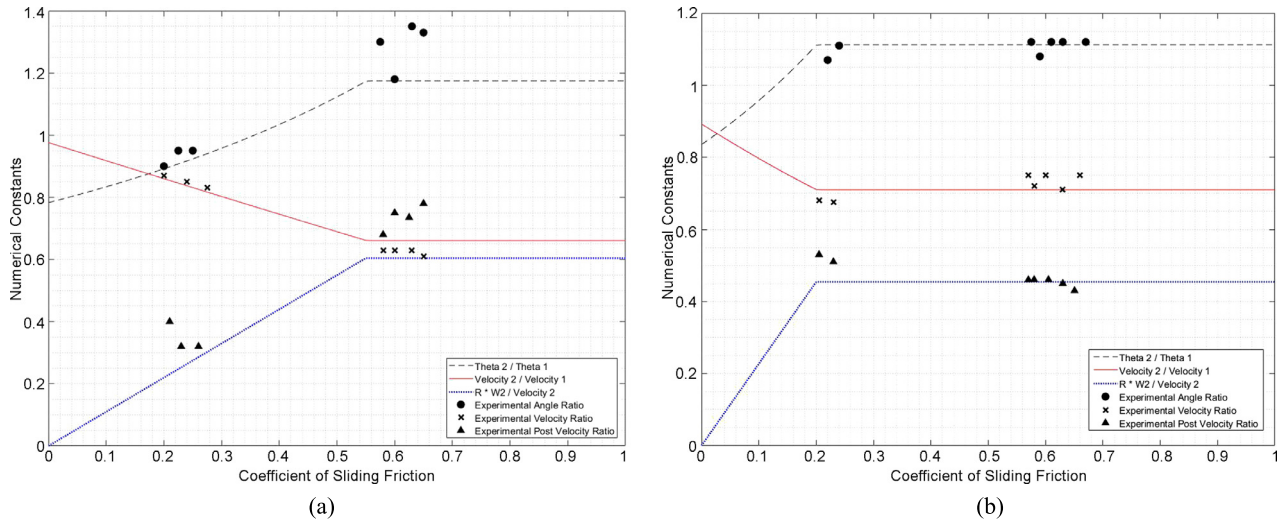 1.4
1.2
1
0.8
0.6
0.4
0.2
0
Numerical Constants
0 0.1 0.2 0.3 0.4 0.5 0.6 0.7 0.8 0.9 1
Coefficient of Sliding Friction
Theta 2 / Theta 1
Velocity 2 / Velocity 1
R * W2 / Velocity 2
Experimental Angle Ratio
Experimental Velocity Ratio
Experimental Post Velocity Ratio
(a)
1.2
1
0.8
0.6
0.4
0.2
0
Numerical Constants
0 0.1 0.2 0.3 0.4 0.5 0.6 0.7 0.8 0.9 1
Coefficient of Sliding Friction
Theta 2 / Theta 1
Velocity 2 / Velocity 1
R * W2 / Velocity 2
Experimental Angle Ratio
Experimental Velocity Ratio
Experimental Post Velocity Ratio
(b)